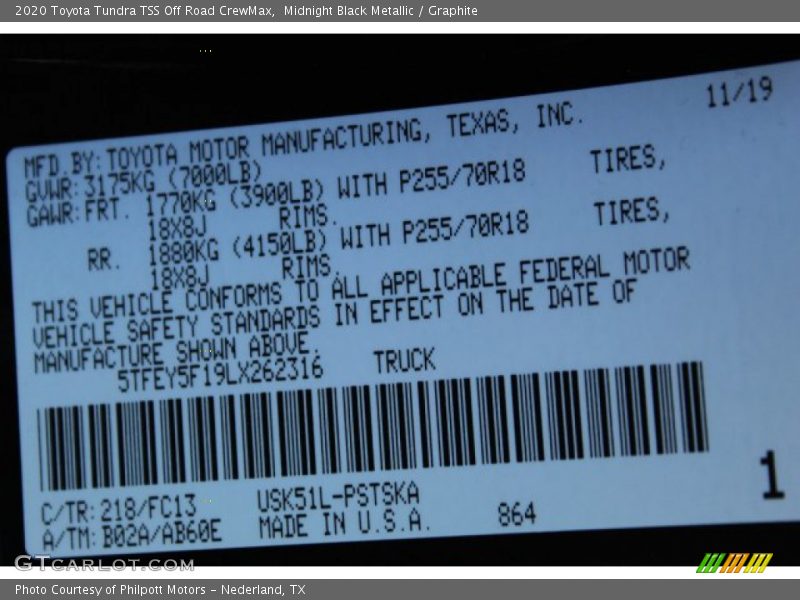 2020 Toyota Tundra TSS Off Road CrewMax,  Midnight Black Metallic / Graphite
11/19
MFD.BY:TOYOTA MOTOR MANUFACTURING, TEXAS, INC.
GVWR:3175KG (7000LB)
GAWR:FRT. 1770KG (3900LB) WITH P255/70R18 TIRES,
18X8J RIMS.
RR. 1880KG (4150LB) WITH P255/70R18 TIRES,
18X8J RIMS.
THIS VEHICLE CONFORMS TO ALL APPLICABLE FEDERAL MOTOR
VEHICLE SAFETY STANDARDS IN EFFECT ON THE DATE OF
MANUFACTURE SHOWN ABOVE.
5TFEY5F19LX262316 TRUCK
C/TR:218/FC13 USK51L-PSTSKA
A/TM:B02A/AB60E MADE IN U.S.A. 864
1
GTCARLOT.COM
Photo Courtesy of Philpott Motors - Nederland, TX